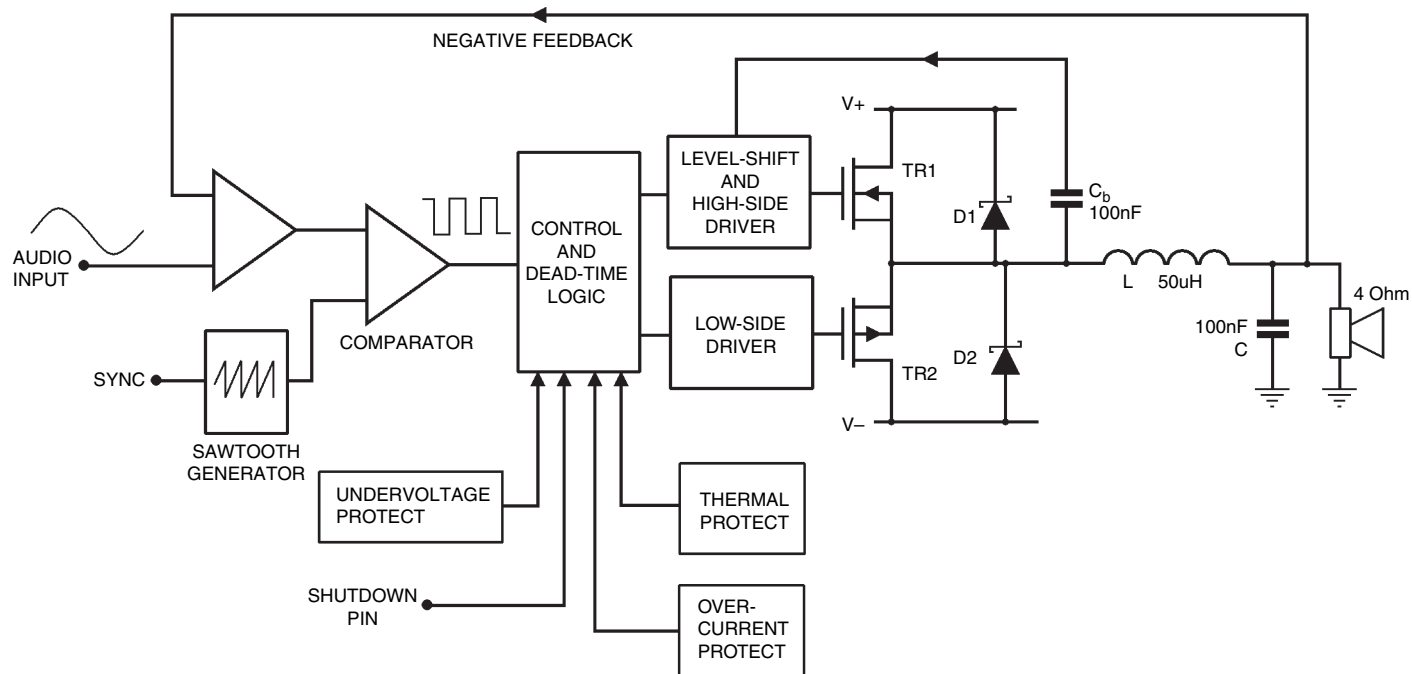 NEGATIVE FEEDBACK
V+
LEVEL-SHIFT
AND
HIGH-SIDE
DRIVER
TR1
D1
Cb
100nF
CONTROL
AND
DEAD-TIME
LOGIC
AUDIO
INPUT
L 50uH
4 Ohm
LOW-SIDE
DRIVER
100nF
C
COMPARATOR
D2
TR2
SYNC
V–
SAWTOOTH
GENERATOR
UNDERVOLTAGE
PROTECT
THERMAL
PROTECT
SHUTDOWN
PIN
OVER-
CURRENT
PROTECT